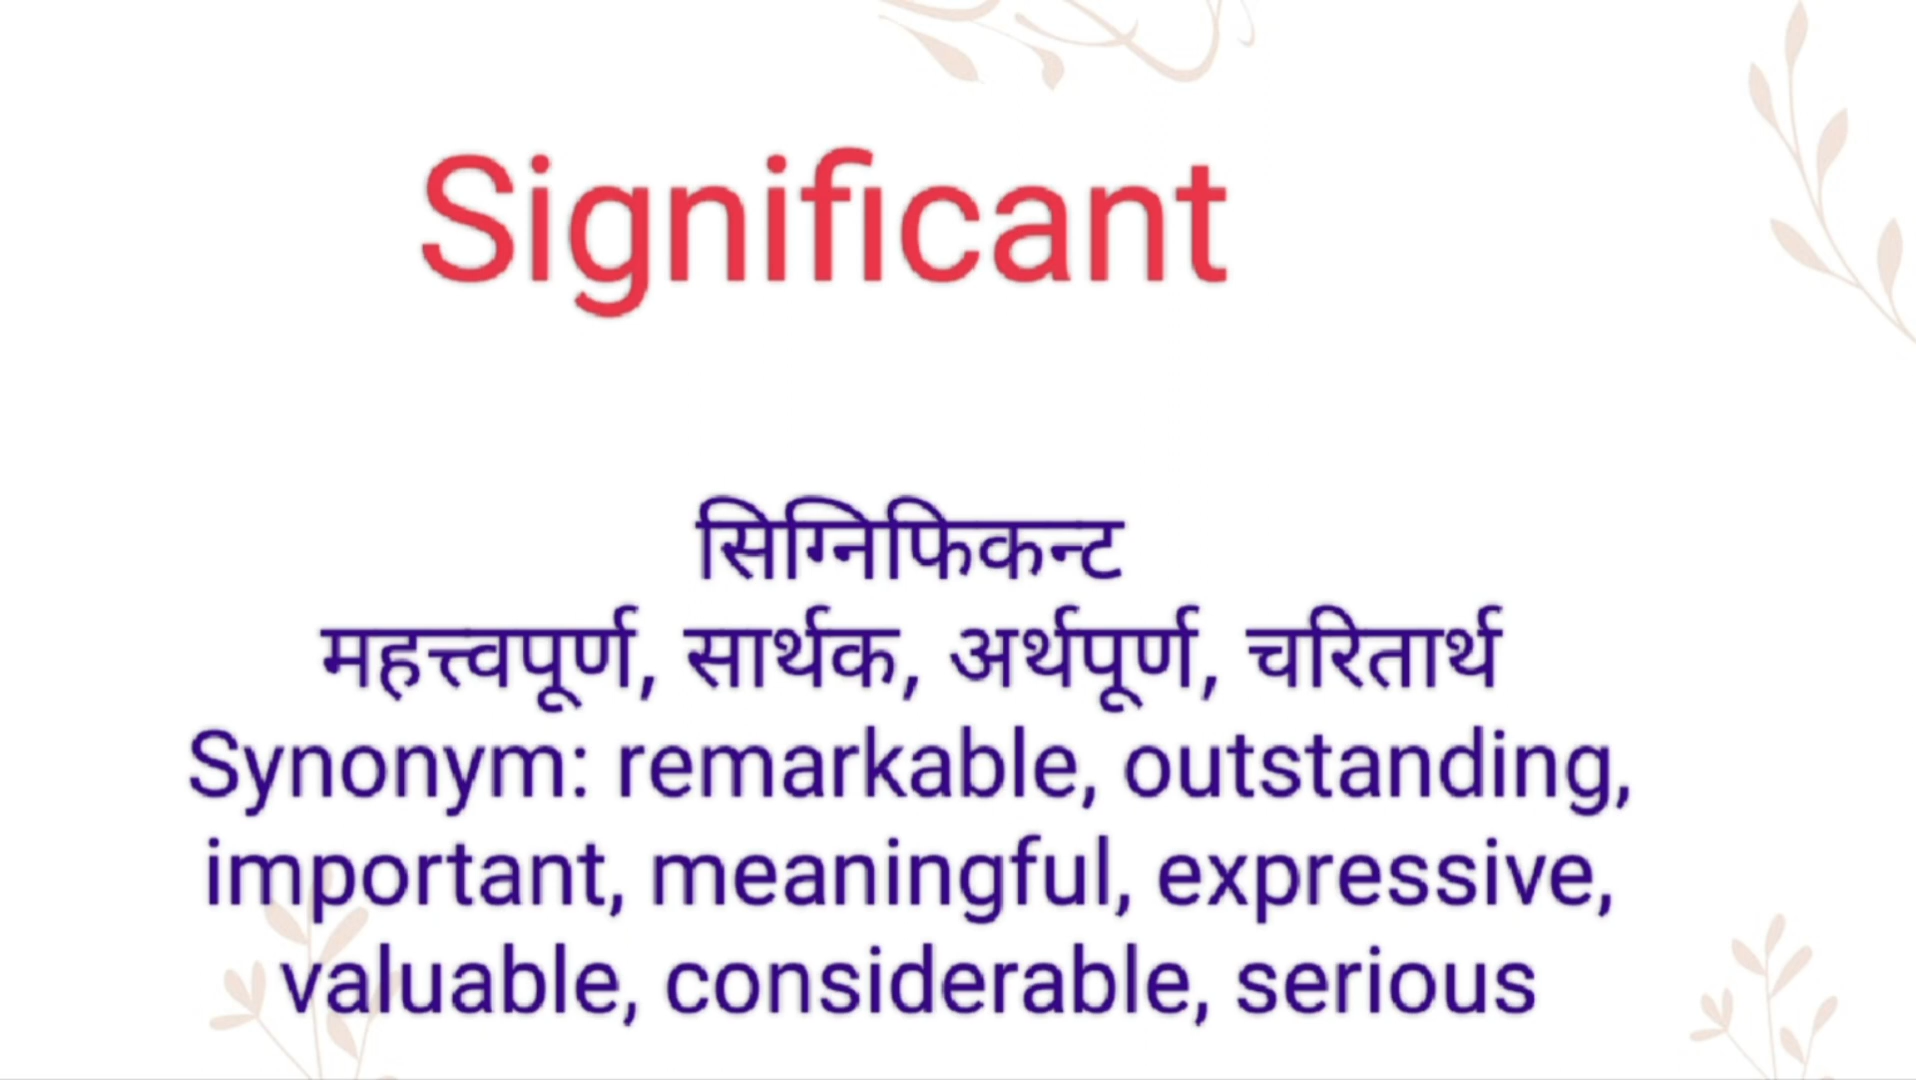 Significant
सिग्निफिकन्ट
महत्त्वपूर्ण, सार्थक, अर्थपूर्ण, चरितार्थ
Synonym: remarkable, outstanding,
important, meaningful, expressive,
valuable, considerable, serious